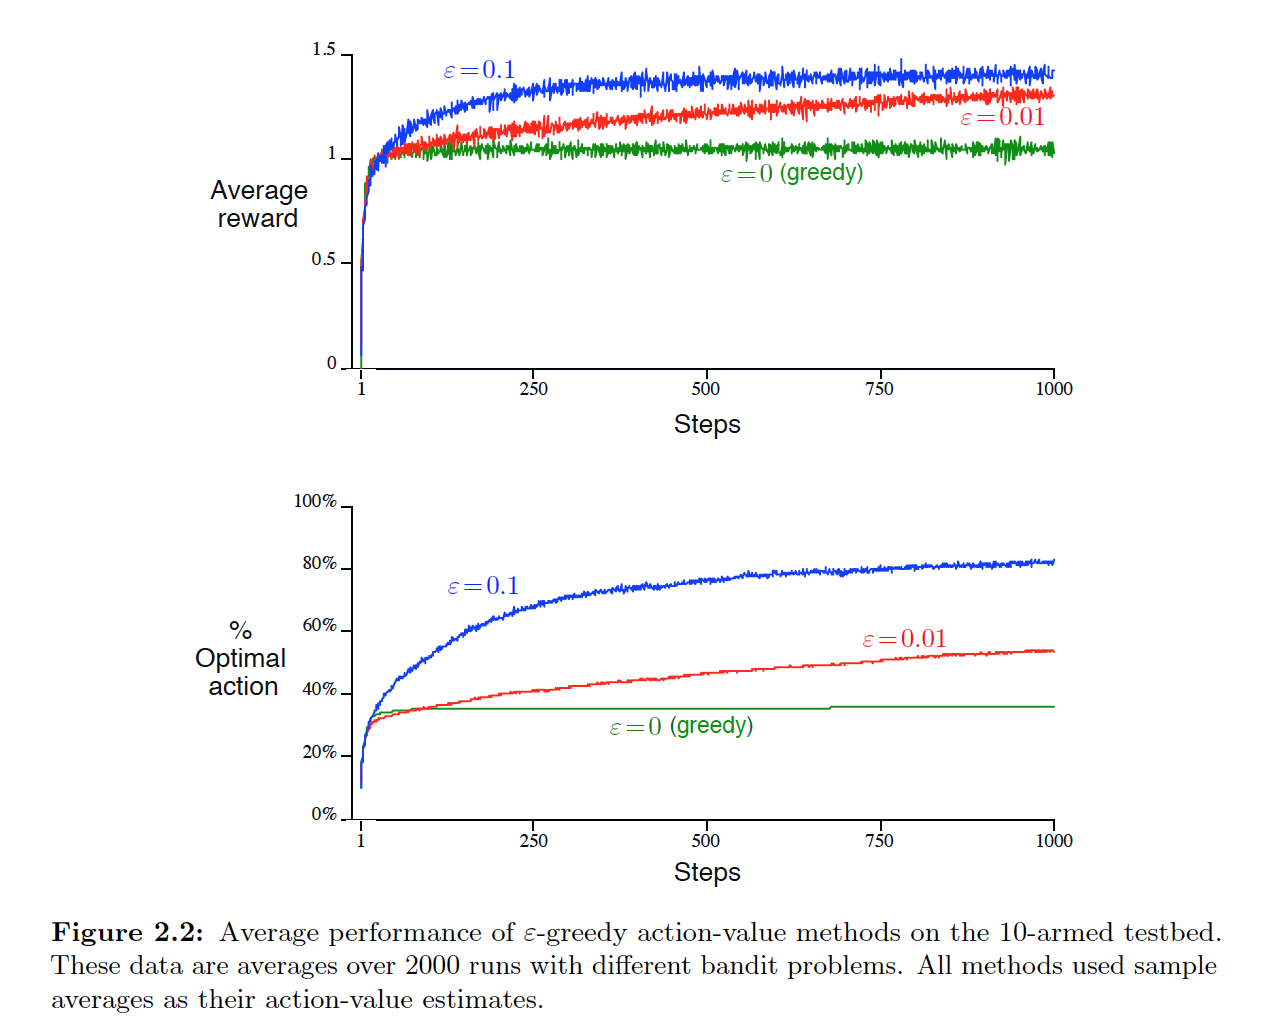 1.5
ε=0.1
ε=0.01
1
ε=0 (greedy)
Average
reward
0.5
0
1
250
500
750
1000
Steps
100%
80%
ε=0.1
60%
ε=0.01
%
Optimal
action
40%
ε=0 (greedy)
20%
0%
1
250
500
750
1000
Steps
Figure 2.2: Average performance of ε-greedy action-value methods on the 10-armed testbed.
These data are averages over 2000 runs with different bandit problems. All methods used sample
averages as their action-value estimates.